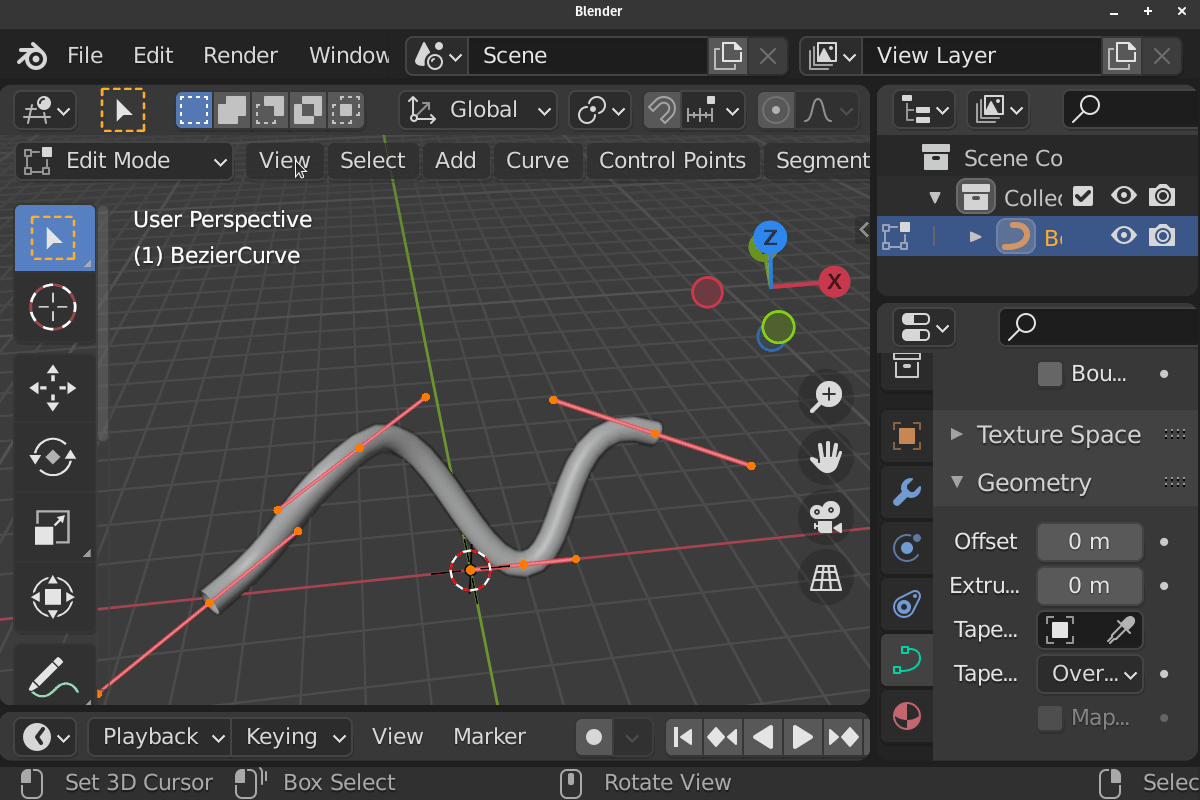 Blender
File Edit Render Window Scene View Layer
Global
Edit Mode View Select Add Curve Control Points Segment
User Perspective
(1) BezierCurve
Z
X
Scene Co
Collec
Be
Bou...
Texture Space
Geometry
Offset 0 m
Extru... 0 m
Tape...
Tape... Over...
Map...
Playback Keying View Marker
Set 3D Cursor Box Select Rotate View Selec